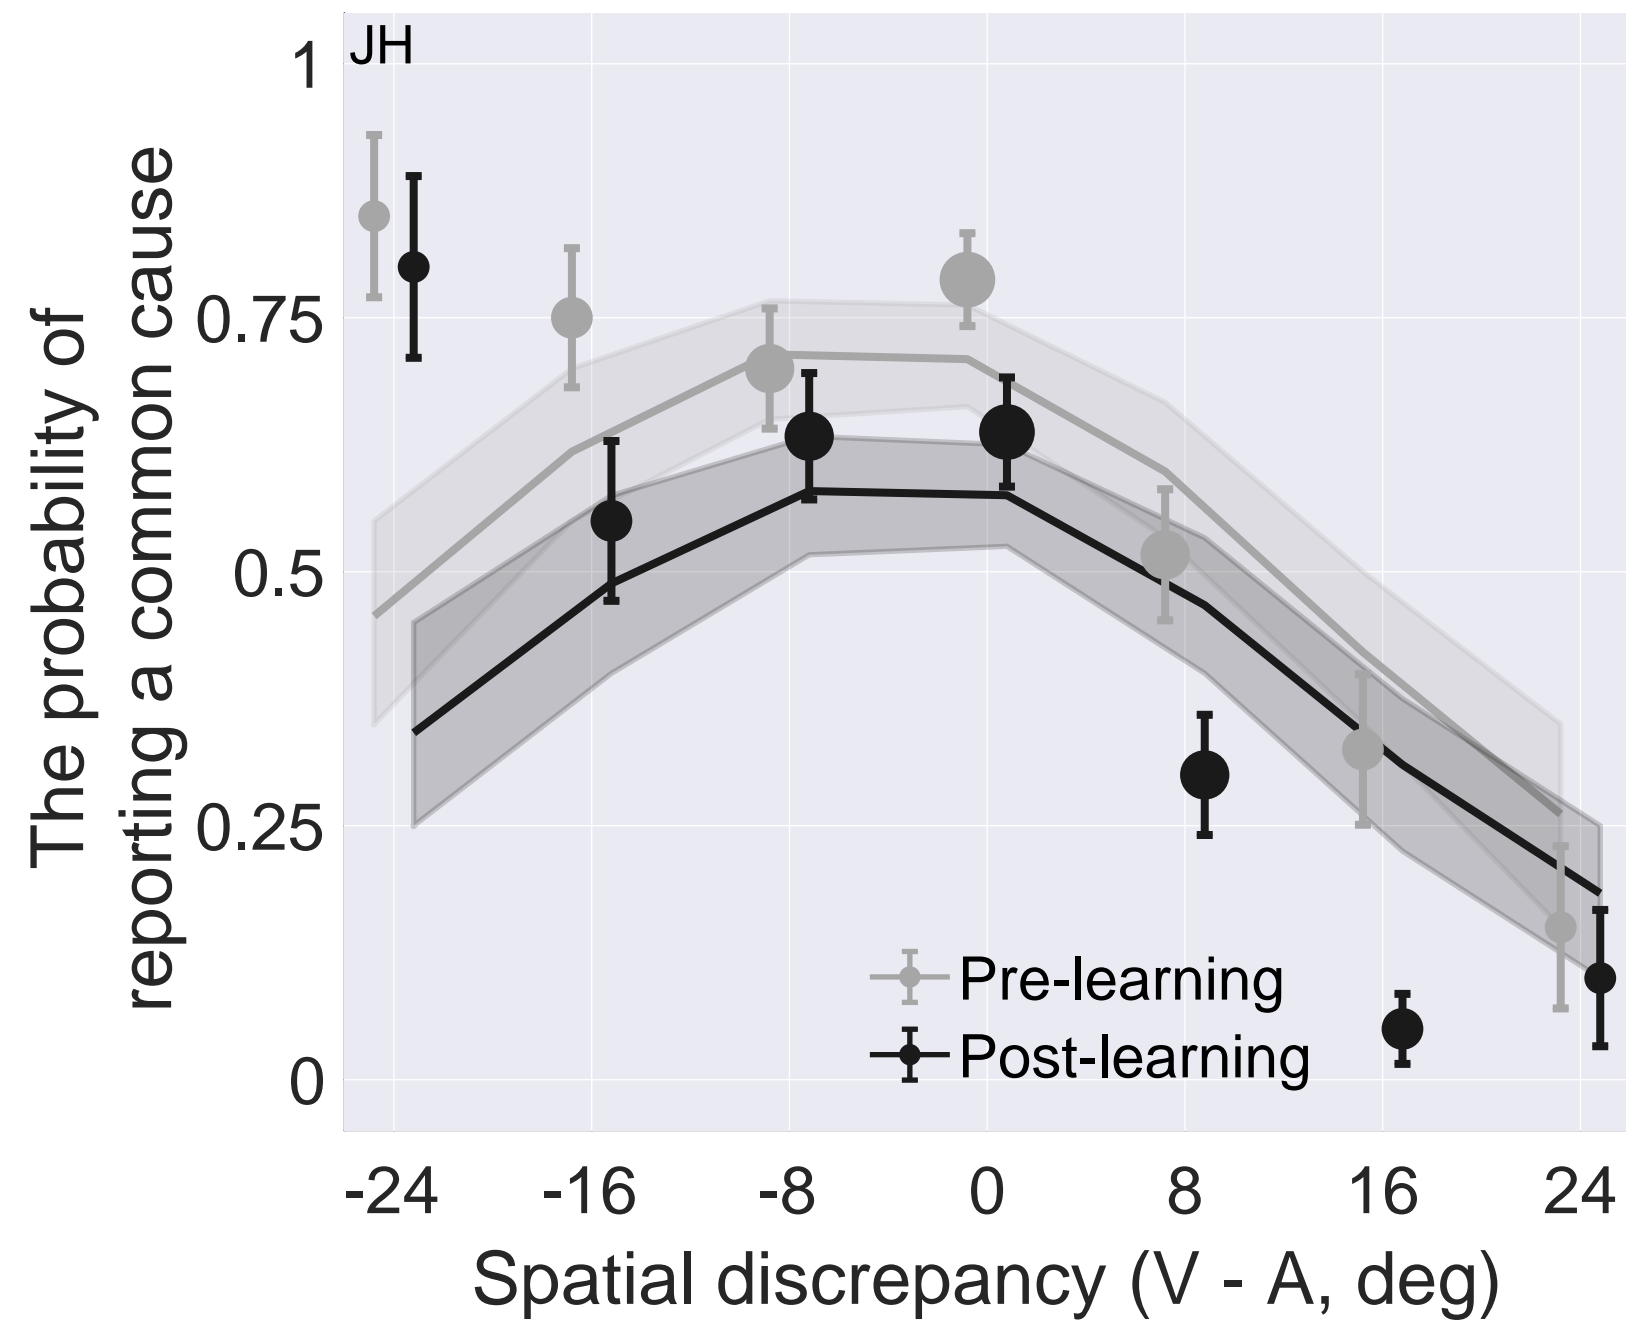 JH
The probability of
reporting a common cause
1
0.75
0.5
0.25
0
Pre-learning
Post-learning
-24 -16 -8 0 8 16 24
Spatial discrepancy (V - A, deg)